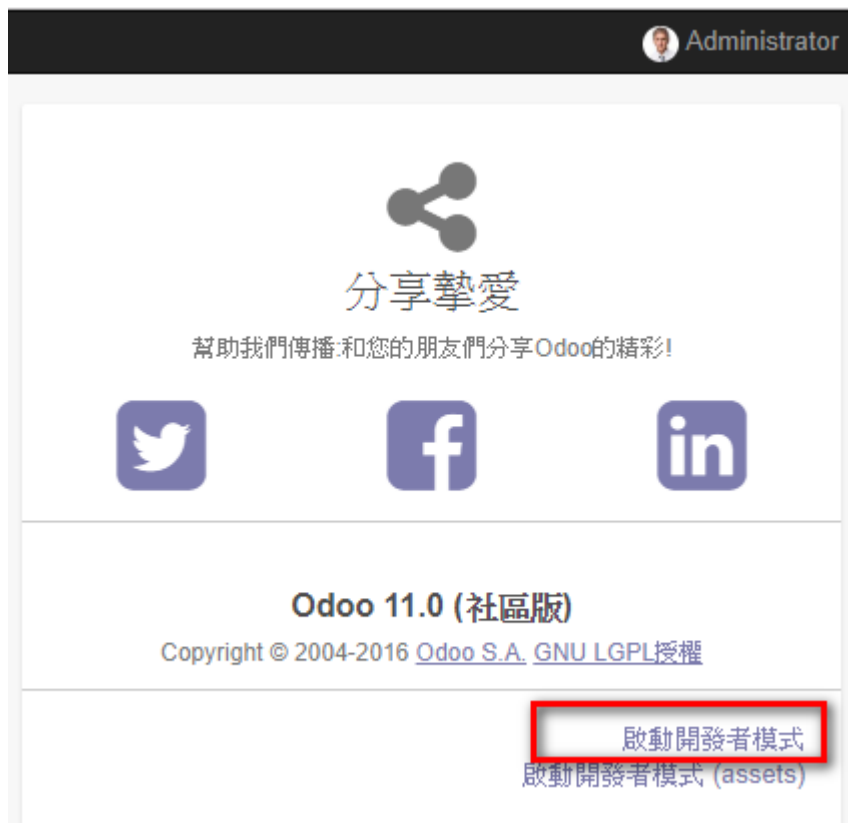 Administrator
分享摯愛
幫助我們傳播:和您的朋友們分享Odoo的精彩!
Odoo 11.0 (社區版)
Copyright © 2004-2016 Odoo S.A. GNU LGPL授權
啟動開發者模式
啟動開發者模式 (assets)